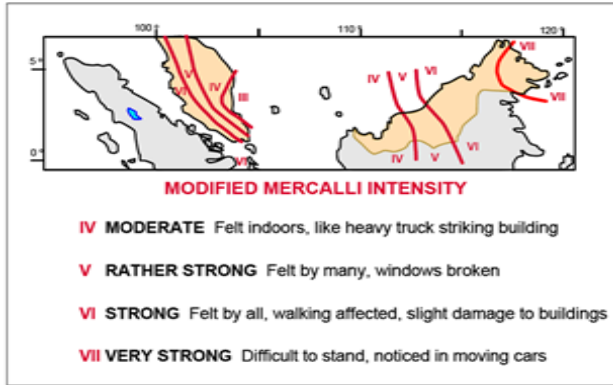 100° 110° 120°
5°
VII
V
IV
VI
III
IV V VI
VII
0°
VI
IV V VI
MODIFIED MERCALLI INTENSITY
IV MODERATE Felt indoors, like heavy truck striking building
V RATHER STRONG Felt by many, windows broken
VI STRONG Felt by all, walking affected, slight damage to buildings
VII VERY STRONG Difficult to stand, noticed in moving cars